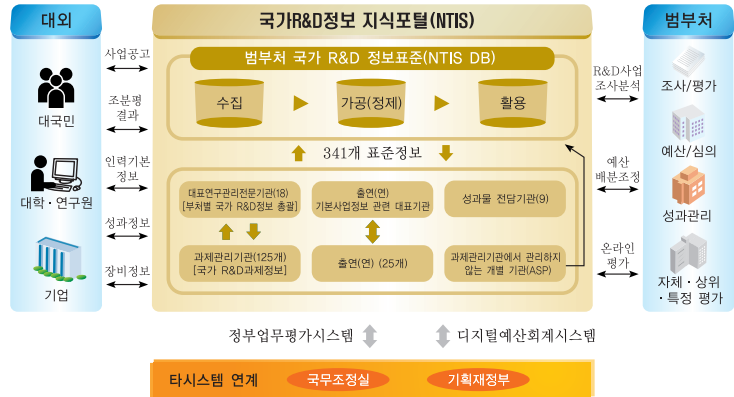 대외
국가R&D정보 지식포털(NTIS)
범부처
범부처 국가 R&D 정보표준(NTIS DB)
수집
가공(정제)
활용
341개 표준정보
대표연구관리전문기관(18)
[부처별 국가 R&D정보 총괄]
출연(연)
기본사업정보 관련 대표기관
성과물 전담기관(9)
과제관리기관(125개)
[국가 R&D과제정보]
출연(연) (25개)
과제관리기관에서 관리하지
않는 개별 기관(ASP)
대국민
대학·연구원
기업
사업공고
조분평
결과
인력기본
정보
성과정보
장비정보
R&D사업
조사분석
예산
배분조정
온라인
평가
조사/평가
예산/심의
성과관리
자체·상위
·특정 평가
정부업무평가시스템
디지털예산회계시스템
타시스템 연계
국무조정실
기획재정부